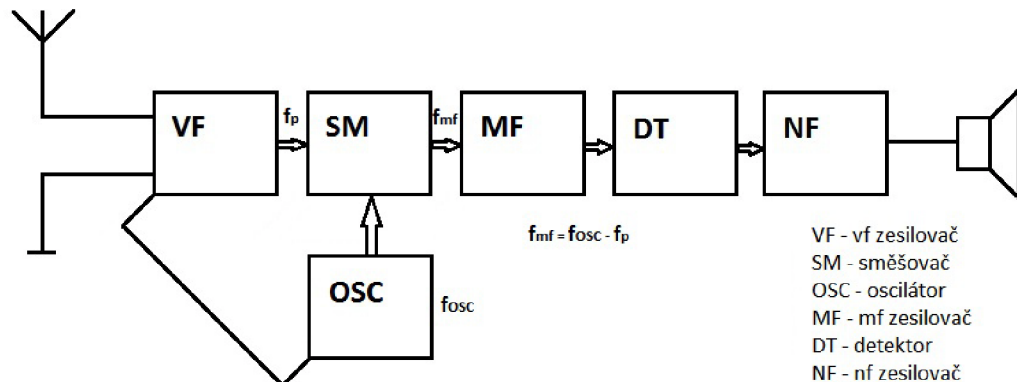 VF
fp
SM
fmf
MF
DT
NF
fmf = fosc - fp
OSC
fosc
VF - vf zesilovač
SM - směšovač
OSC - oscilátor
MF - mf zesilovač
DT - detektor
NF - nf zesilovač